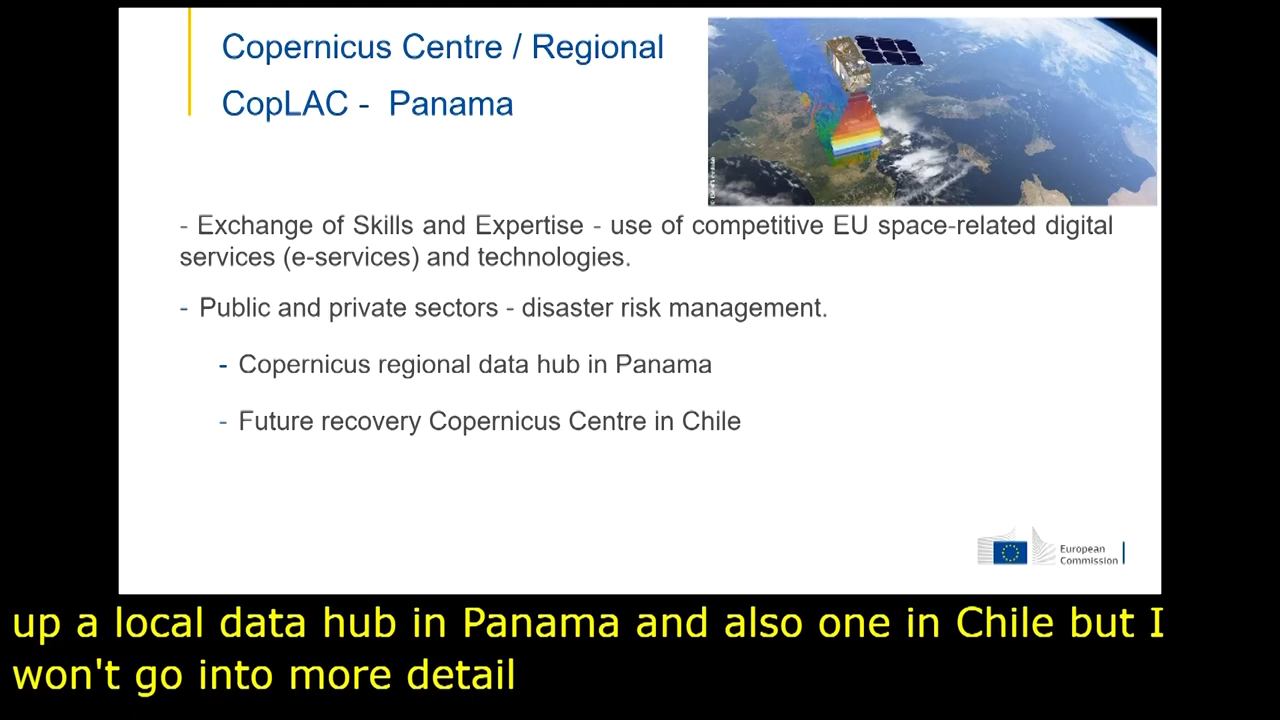 Copernicus Centre / Regional
CopLAC - Panama
- Exchange of Skills and Expertise - use of competitive EU space-related digital
services (e-services) and technologies.
- Public and private sectors - disaster risk management.
- Copernicus regional data hub in Panama
- Future recovery Copernicus Centre in Chile
European
Commission
up a local data hub in Panama and also one in Chile but I
won't go into more detail